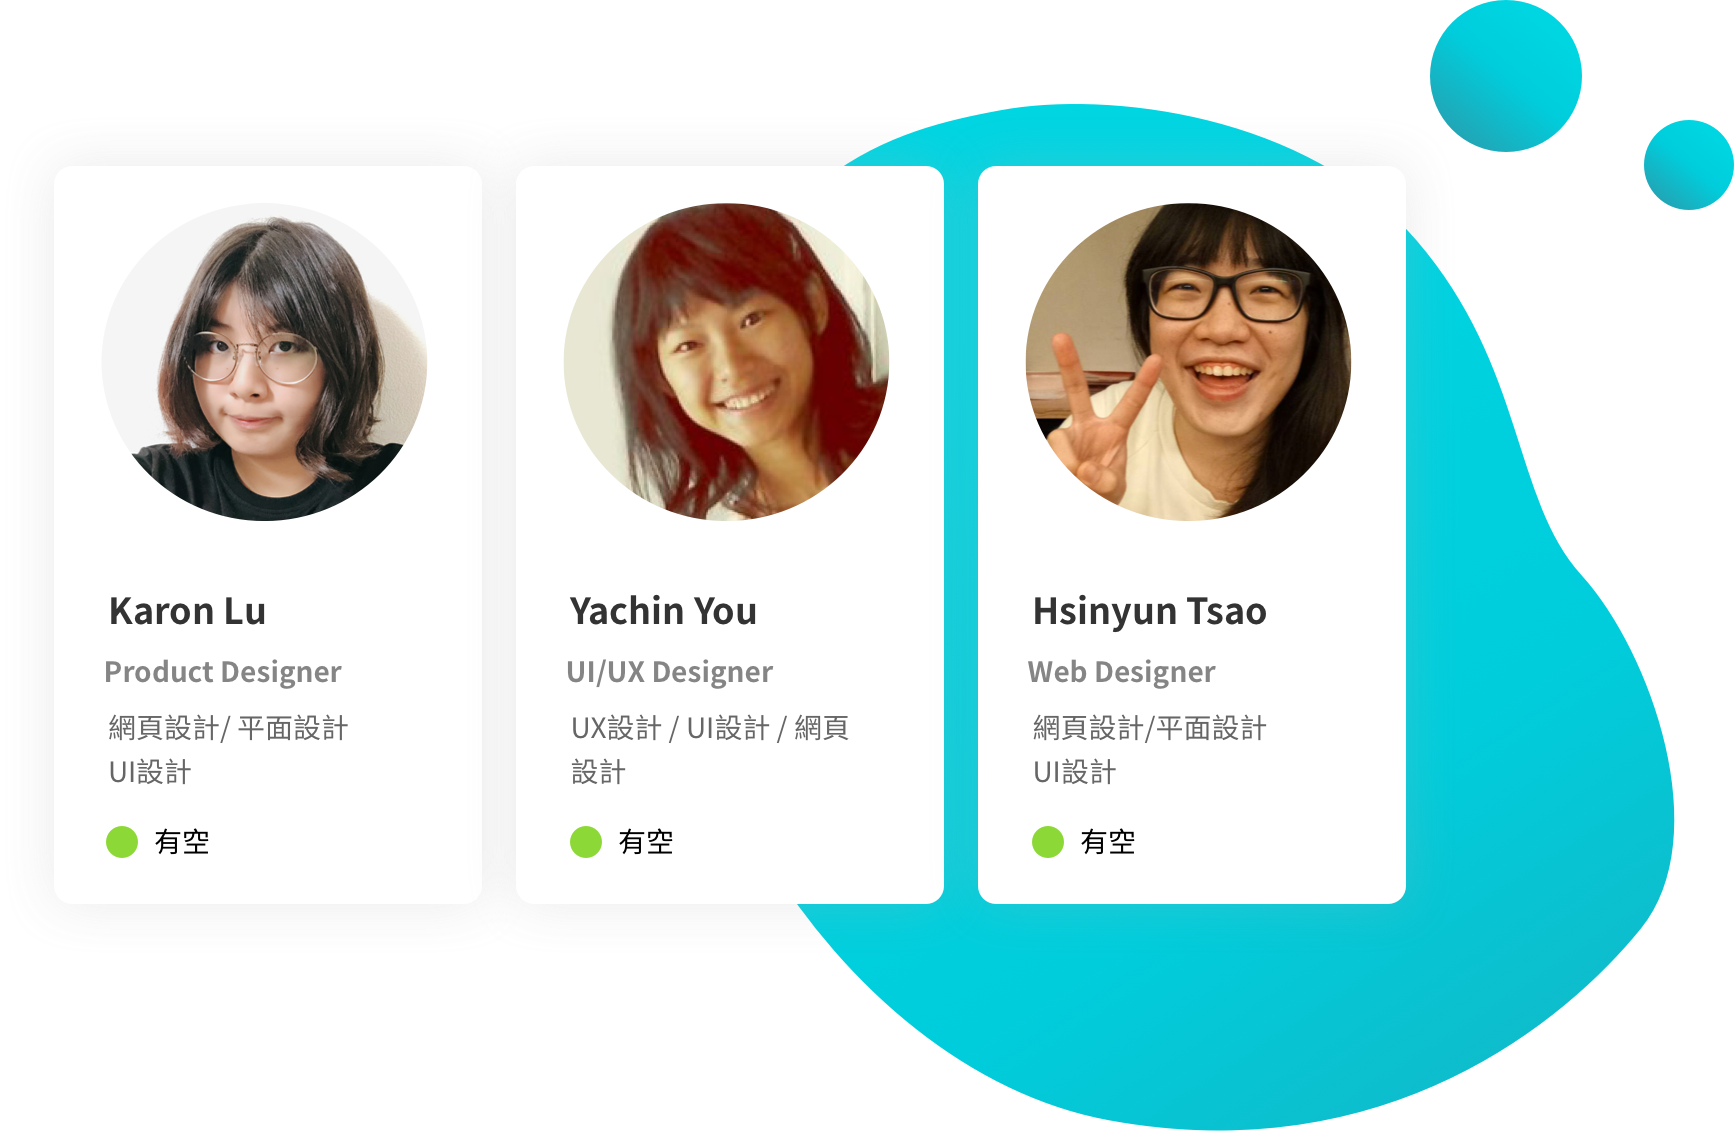 Karon Lu
Product Designer
網頁設計/ 平面設計
UI設計
有空
Yachin You
UI/UX Designer
UX設計 / UI設計 / 網頁
設計
有空
Hsinyun Tsao
Web Designer
網頁設計/平面設計
UI設計
有空